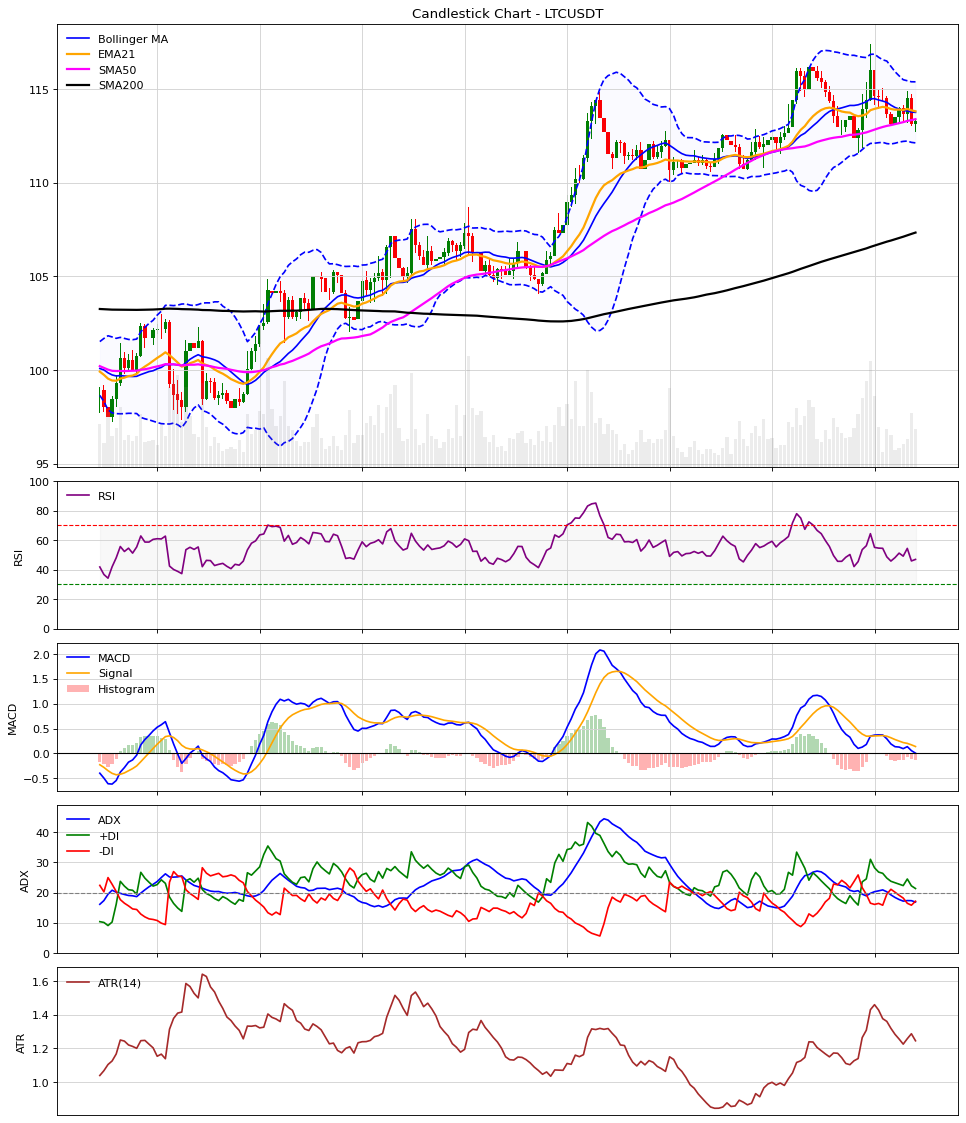 Candlestick Chart - LTCUSDT
Bollinger MA
EMA21
SMA50
SMA200
115
110
105
100
95
RSI
RSI
100
80
60
40
20
0
MACD
MACD
Signal
Histogram
2.0
1.5
1.0
0.5
0.0
−0.5
ADX
ADX
+DI
-DI
40
30
20
10
0
ATR
ATR(14)
1.6
1.4
1.2
1.0